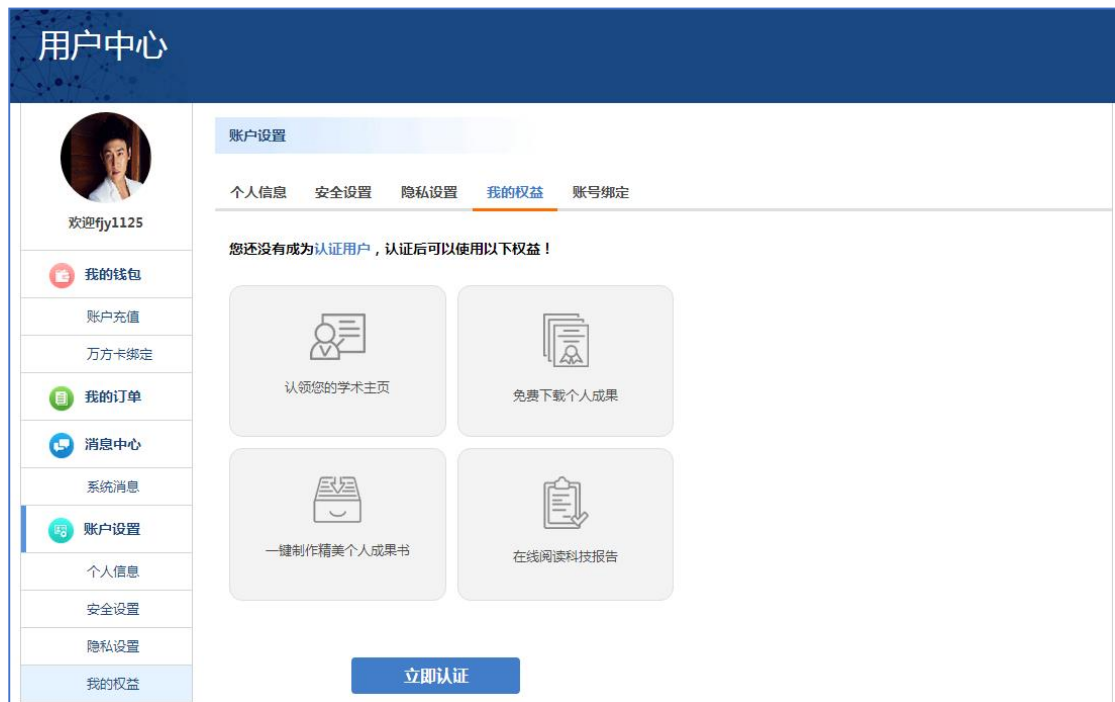 用户中心
欢迎fjy1125
我的钱包
账户充值
万方卡绑定
我的订单
消息中心
系统消息
账户设置
个人信息
安全设置
隐私设置
我的权益
账户设置
个人信息 安全设置 隐私设置 我的权益 账号绑定
您还没有成为认证用户，认证后可以使用以下权益！
认领您的学术主页
免费下载个人成果
一键制作精美个人成果书
在线阅读科技报告
立即认证